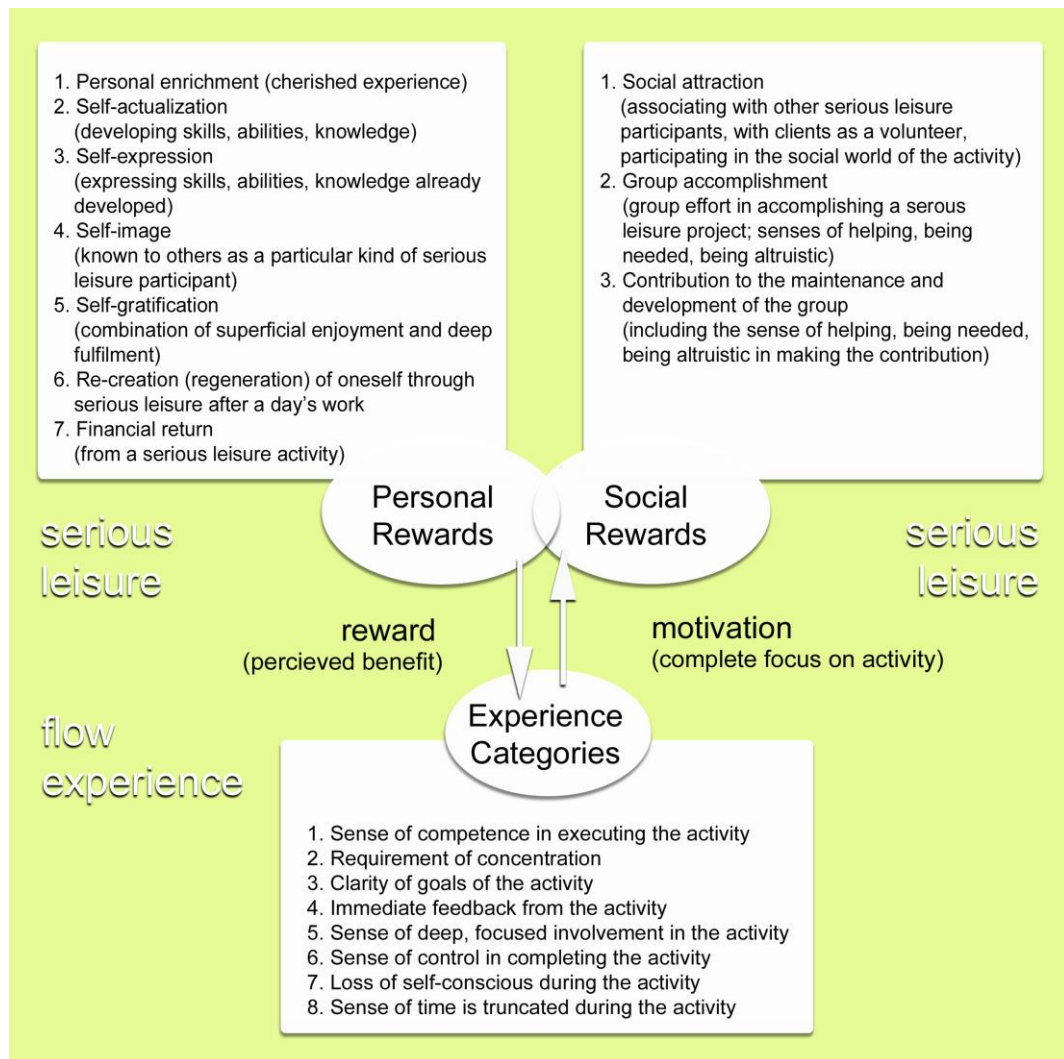 1. Personal enrichment (cherished experience)
2. Self-actualization
(developing skills, abilities, knowledge)
3. Self-expression
(expressing skills, abilities, knowledge already
developed)
4. Self-image
(known to others as a particular kind of serious
leisure participant)
5. Self-gratification
(combination of superficial enjoyment and deep
fulfilment)
6. Re-creation (regeneration) of oneself through
serious leisure after a day's work
7. Financial return
(from a serious leisure activity)
1. Social attraction
(associating with other serious leisure
participants, with clients as a volunteer,
participating in the social world of the activity)
2. Group accomplishment
(group effort in accomplishing a serous
leisure project; senses of helping, being
needed, being altruistic)
3. Contribution to the maintenance and
development of the group
(including the sense of helping, being needed,
being altruistic in making the contribution)
Personal
Rewards
Social
Rewards
serious
leisure
serious
leisure
reward
(percieved benefit)
motivation
(complete focus on activity)
flow
experience
Experience
Categories
1. Sense of competence in executing the activity
2. Requirement of concentration
3. Clarity of goals of the activity
4. Immediate feedback from the activity
5. Sense of deep, focused involvement in the activity
6. Sense of control in completing the activity
7. Loss of self-conscious during the activity
8. Sense of time is truncated during the activity